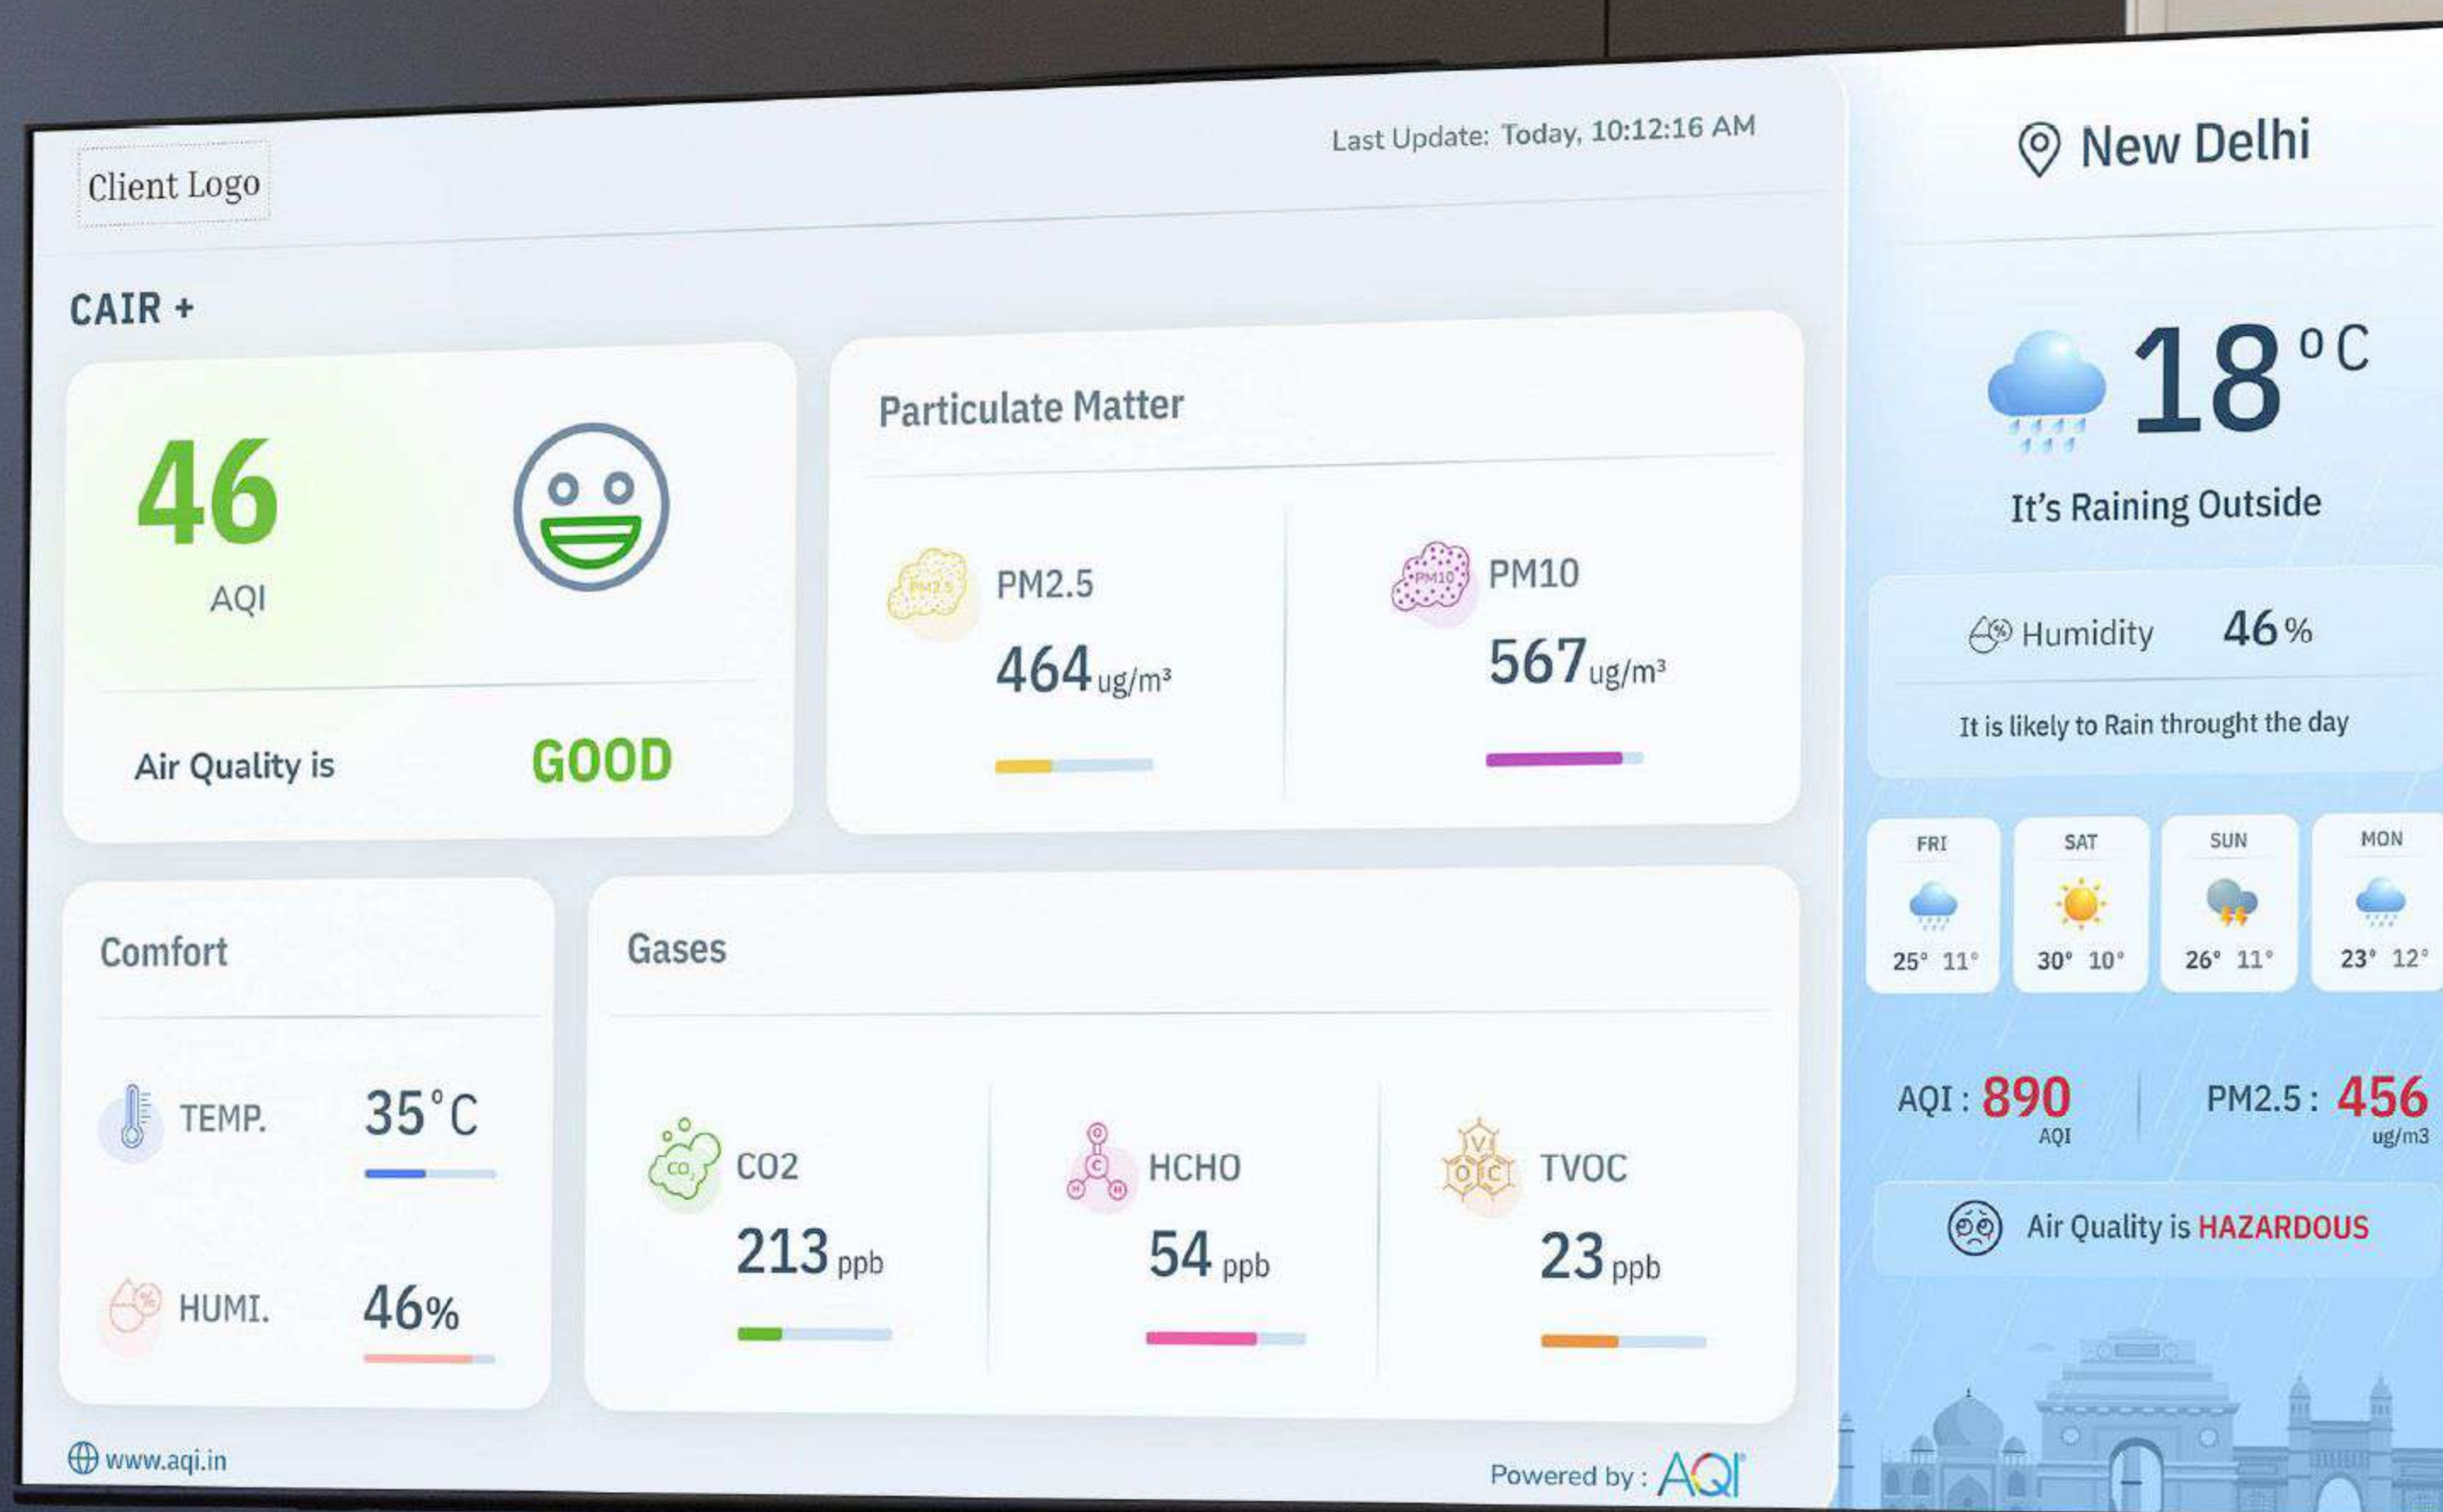 Client Logo
Last Update: Today, 10:12:16 AM
CAIR +
46
AQI
Air Quality is GOOD
Particulate Matter
PM2.5
PM2.5
464 ug/m³
PM10
PM10
567 ug/m³
Comfort
TEMP. 35°C
% HUMI. 46%
Gases
CO2
CO2
213 ppb
O
C
H H
HCHO
54 ppb
V
O C
TVOC
23 ppb
www.aqi.in
Powered by : AQI
New Delhi
18 °C
It's Raining Outside
% Humidity 46 %
It is likely to Rain throught the day
FRI SAT SUN MON
25° 11° 30° 10° 26° 11° 23° 12°
AQI : 890 PM2.5 : 456
AQI ug/m3
Air Quality is HAZARDOUS